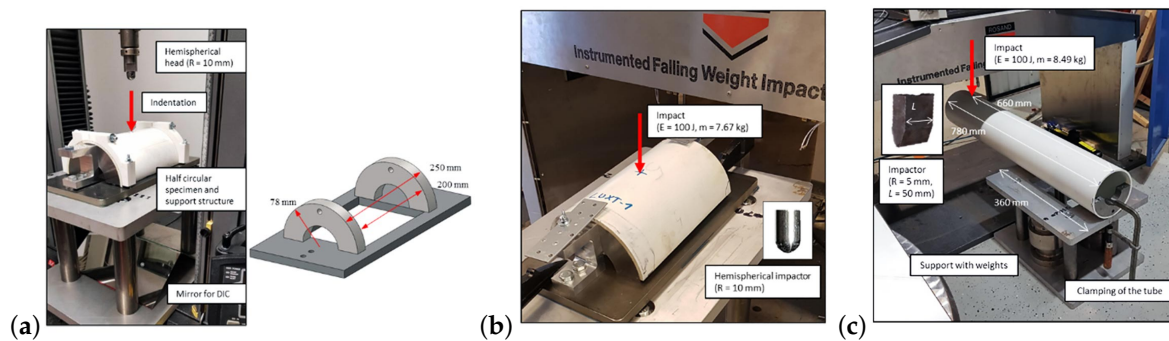 Hemispherical
head (R = 10 mm)
Indentation
Half circular
specimen and
support structure
Mirror for DIC
250 mm
200 mm
78 mm
(a)
Instrumented Falling Weight Impact
Impact
(E = 100 J, m = 7.67 kg)
Hemispherical impactor
(R = 10 mm)
(b)
Impact
(E = 100 J, m = 8.49 kg)
Instrumented Falling
660 mm
L
780 mm
Impactor
(R = 5 mm,
L = 50 mm)
360 mm
Support with weights
Clamping of the tube
(c)